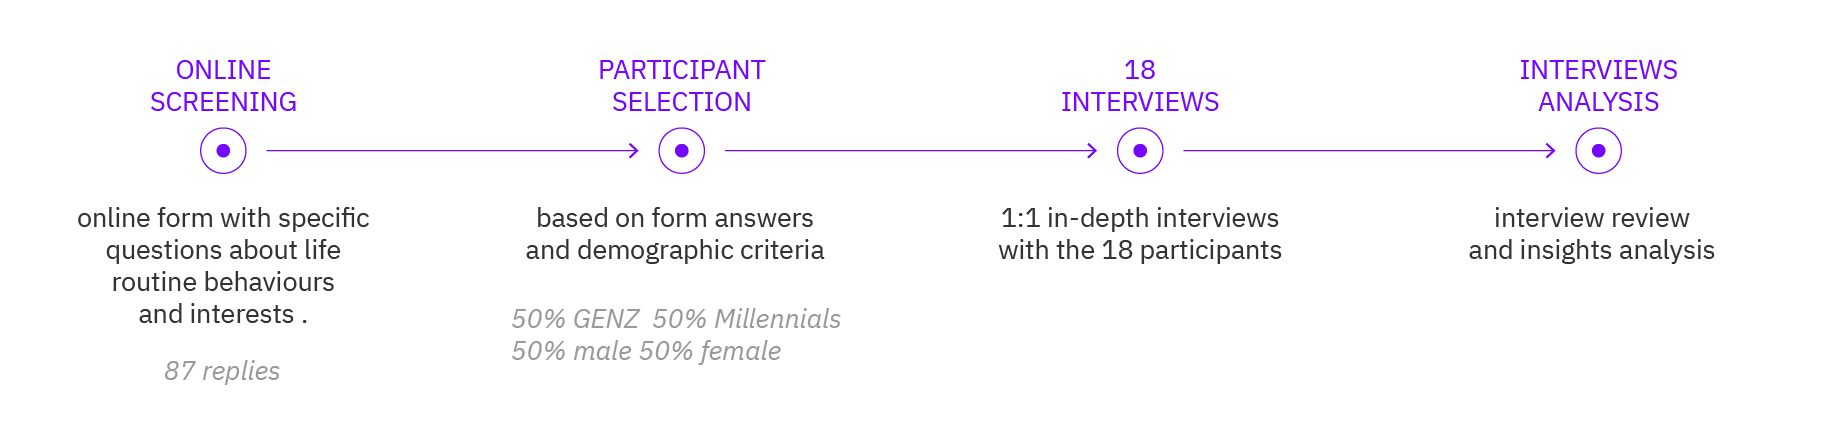 ONLINE
SCREENING
online form with specific
questions about life
routine behaviours
and interests .
87 replies
PARTICIPANT
SELECTION
based on form answers
and demographic criteria
50% GENZ  50% Millennials
50% male 50% female
18
INTERVIEWS
1:1 in-depth interviews
with the 18 participants
INTERVIEWS
ANALYSIS
interview review
and insights analysis